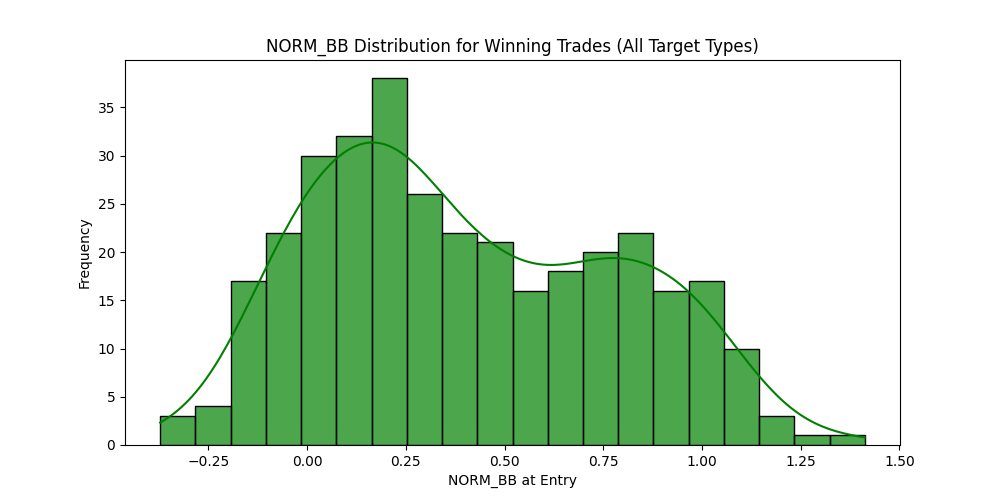 NORM_BB Distribution for Winning Trades (All Target Types)
Frequency
35
30
25
20
15
10
5
0
−0.25 0.00 0.25 0.50 0.75 1.00 1.25 1.50
NORM_BB at Entry